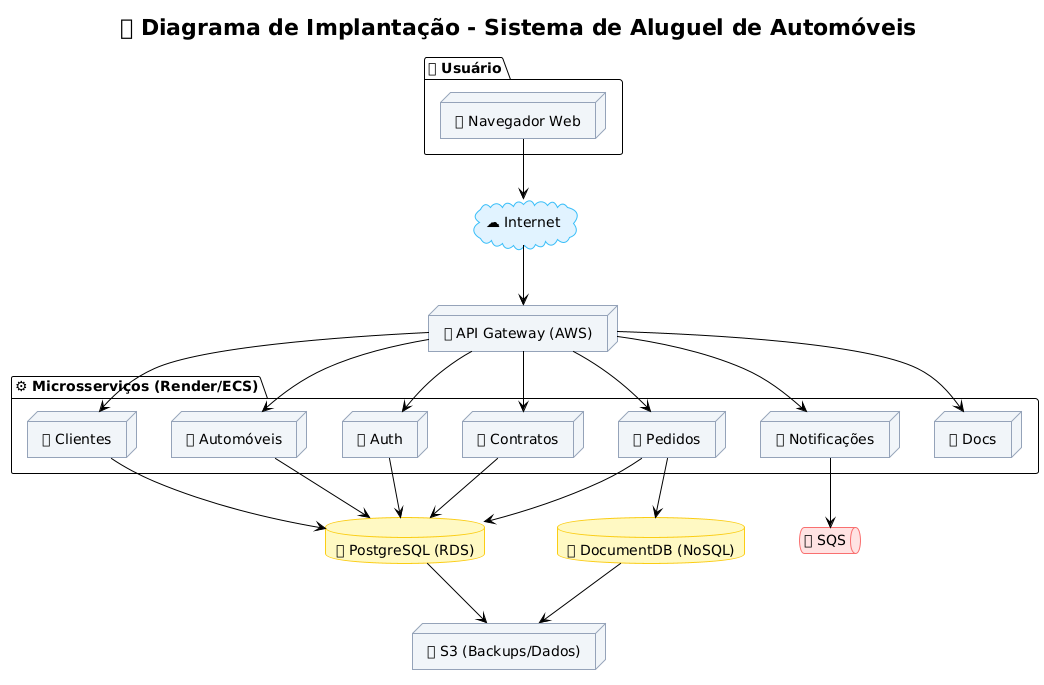 Diagrama de Implantação - Sistema de Aluguel de Automóveis
Usuário
Navegador Web
☁ Internet
API Gateway (AWS)
⚙ Microsserviços (Render/ECS)
Clientes
Automóveis
Auth
Contratos
Pedidos
Notificações
Docs
PostgreSQL (RDS)
DocumentDB (NoSQL)
SQS
S3 (Backups/Dados)